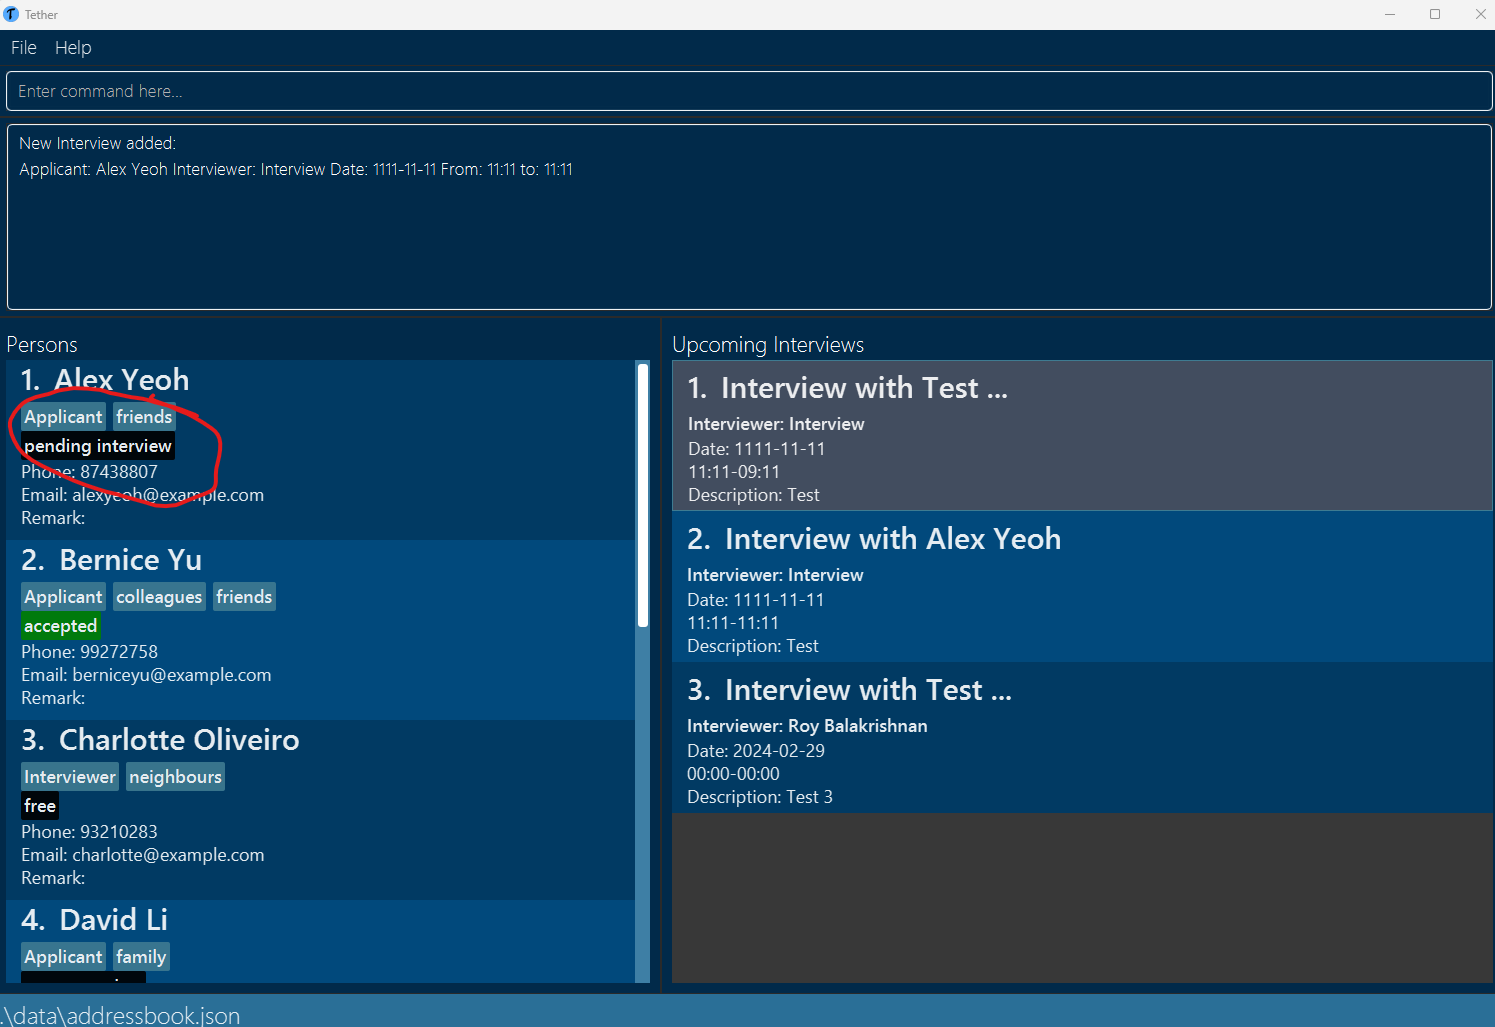 Tether
File Help
Enter command here...
New Interview added:
Applicant: Alex Yeoh Interviewer: Interview Date: 1111-11-11 From: 11:11 to: 11:11
Persons
1. Alex Yeoh
Applicant friends
pending interview
Phone: 87438807
Email: alexyeoh@example.com
Remark:
2. Bernice Yu
Applicant colleagues friends
accepted
Phone: 99272758
Email: berniceyu@example.com
Remark:
3. Charlotte Oliveiro
Interviewer neighbours
free
Phone: 93210283
Email: charlotte@example.com
Remark:
4. David Li
Applicant family
Upcoming Interviews
1. Interview with Test ...
Interviewer: Interview
Date: 1111-11-11
11:11-09:11
Description: Test
2. Interview with Alex Yeoh
Interviewer: Interview
Date: 1111-11-11
11:11-11:11
Description: Test
3. Interview with Test ...
Interviewer: Roy Balakrishnan
Date: 2024-02-29
00:00-00:00
Description: Test 3
.\data\addressbook.json